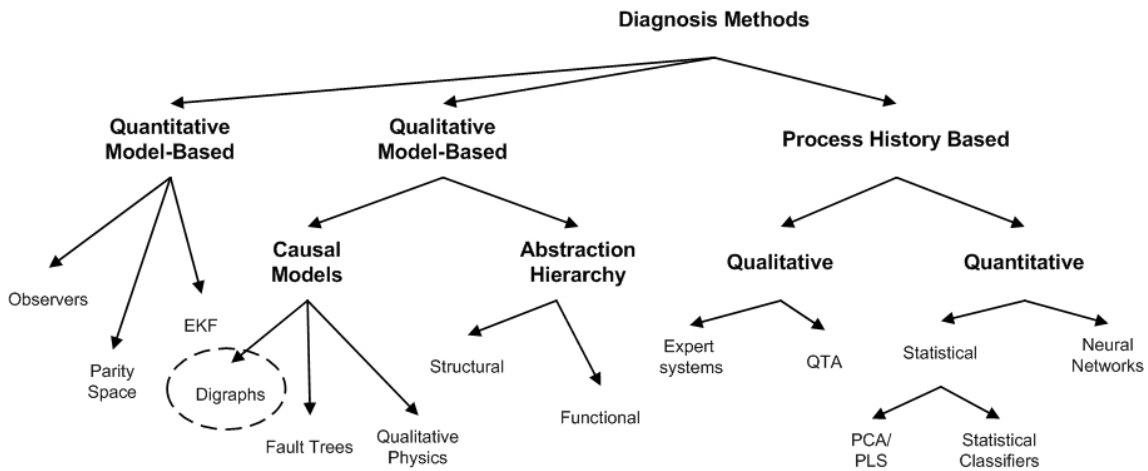 Diagnosis Methods
Quantitative
Model-Based
Qualitative
Model-Based
Process History Based
Causal
Models
Abstraction
Hierarchy
Qualitative
Quantitative
Observers
EKF
Parity
Space
Digraphs
Fault Trees
Qualitative
Physics
Structural
Functional
Expert
systems
QTA
Statistical
Neural
Networks
PCA/
PLS
Statistical
Classifiers